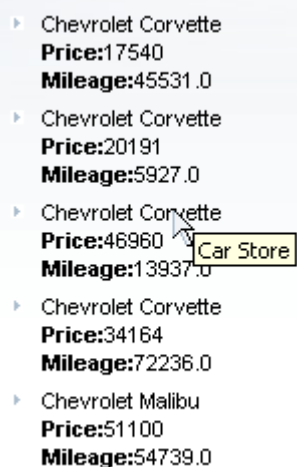 Chevrolet Corvette
Price:17540
Mileage:45531.0
Chevrolet Corvette
Price:20191
Mileage:5927.0
Chevrolet Corvette
Price:46960
Car Store
Mileage:13937.0
Chevrolet Corvette
Price:34164
Mileage:72236.0
Chevrolet Malibu
Price:51100
Mileage:54739.0